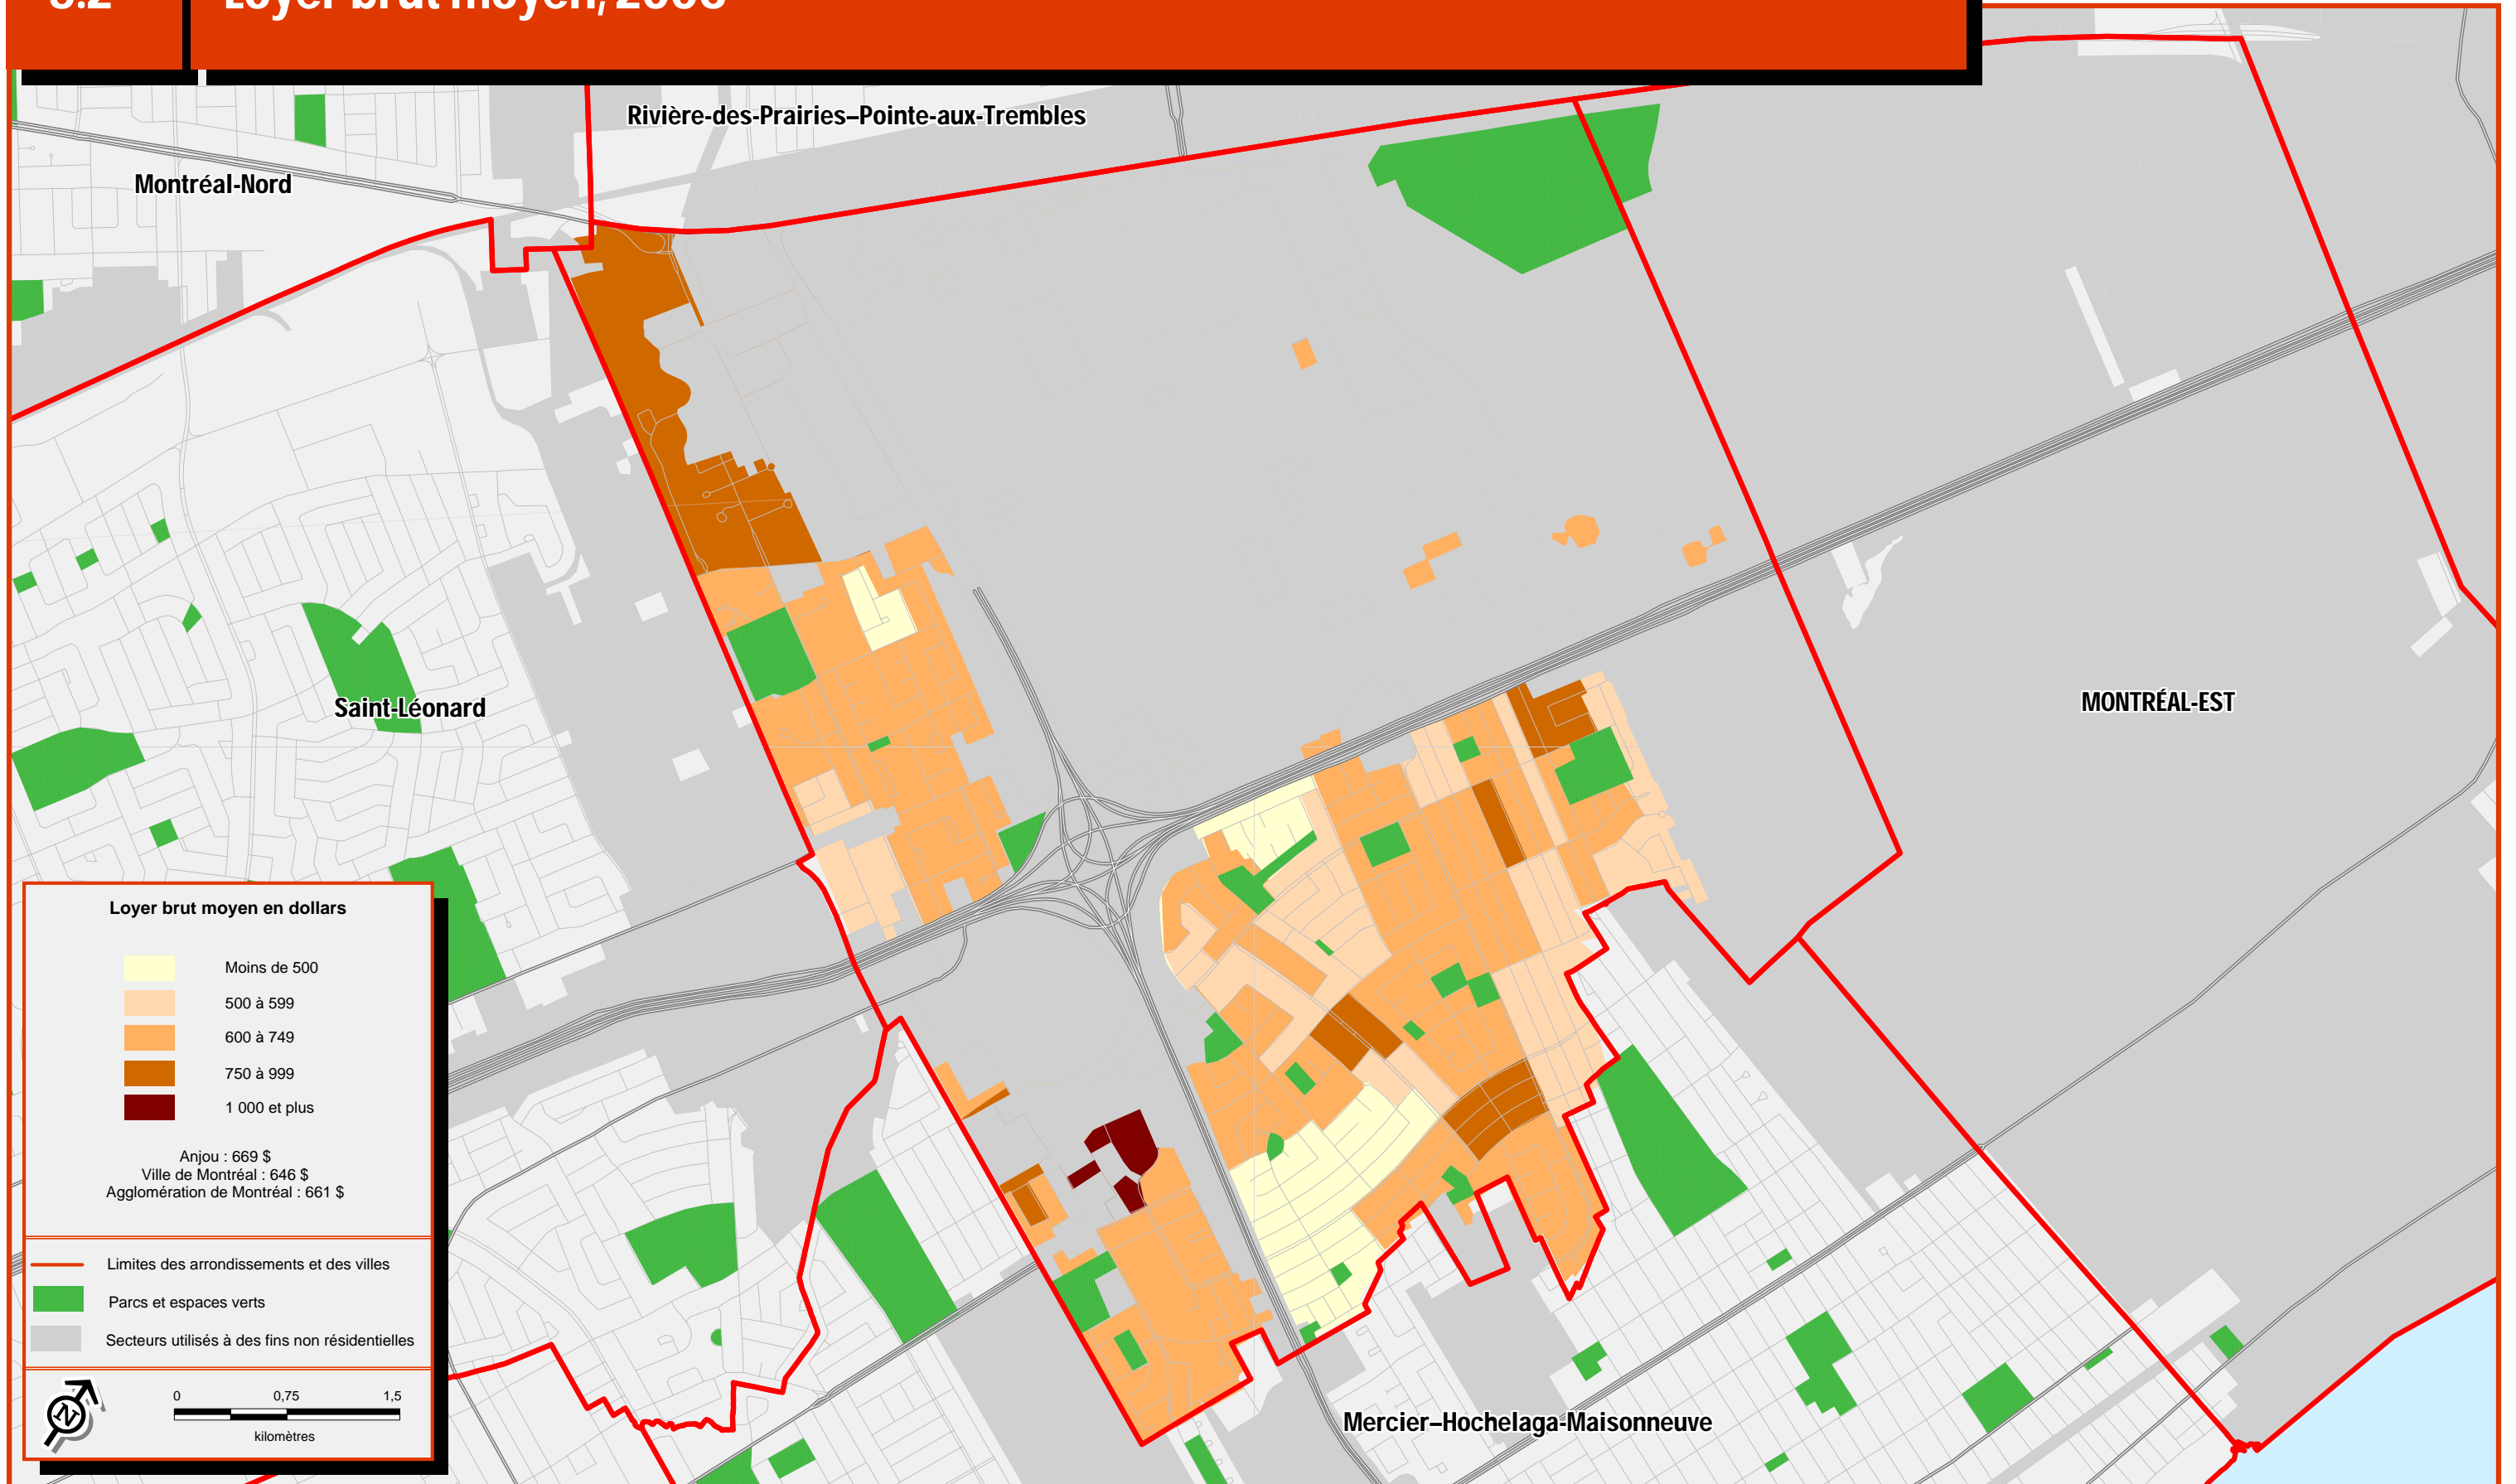 Loyer brut moyen,
Rivière-des-Prairies–Pointe-aux-Trembles
Montréal-Nord
Saint-Léonard
MONTRÉAL-EST
Mercier–Hochelaga-Maisonneuve
Loyer brut moyen en dollars
Moins de 500
500 à 599
600 à 749
750 à 999
1 000 et plus
Anjou : 669 $
Ville de Montréal : 646 $
Agglomération de Montréal : 661 $
Limites des arrondissements et des villes
Parcs et espaces verts
Secteurs utilisés à des fins non résidentielles
N
0 0,75 1,5
kilomètres